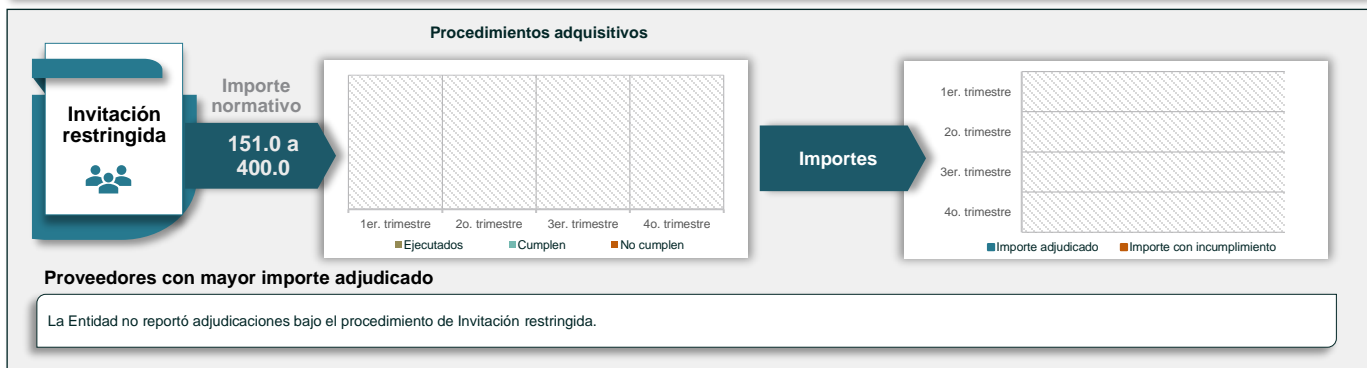 Procedimientos adquisitivos
Invitación
restringida
Importe
normativo
151.0 a
400.0
1er. trimestre 2o. trimestre 3er. trimestre 4o. trimestre
Ejecutados Cumplen No cumplen
Importes
1er. trimestre
2o. trimestre
3er. trimestre
4o. trimestre
Importe adjudicado Importe con incumplimiento
Proveedores con mayor importe adjudicado
La Entidad no reportó adjudicaciones bajo el procedimiento de Invitación restringida.